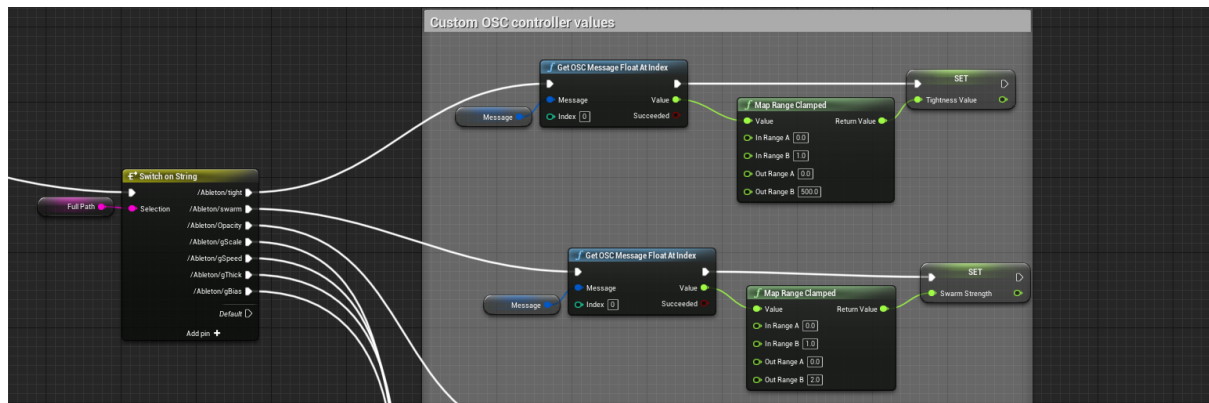 Custom OSC controller values
f Get OSC Message Float At Index
Message
Value
Index 0
Succeeded
Message
f Map Range Clamped
Value
Return Value
In Range A 0.0
In Range B 1.0
Out Range A 0.0
Out Range B 500.0
SET
Tightness Value
Switch on String
/Ableton/tight
Full Path
Selection
/Ableton/swarm
/Ableton/Opacity
/Ableton/gScale
/Ableton/gSpeed
/Ableton/gThick
/Ableton/gBias
Default
Add pin +
f Get OSC Message Float At Index
Message
Value
Index 0
Succeeded
Message
f Map Range Clamped
Value
Return Value
In Range A 0.0
In Range B 1.0
Out Range A 0.0
Out Range B 2.0
SET
Swarm Strength